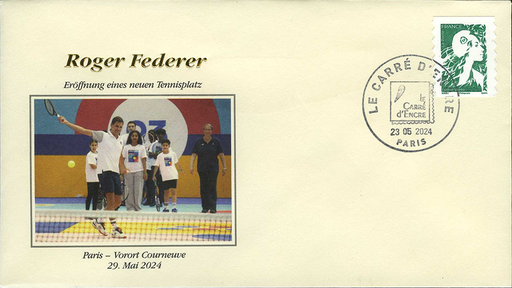 Roger Federer
Eröffnung eines neuen Tennisplatz
FRANCE
LE CARRÉ D'ENCRE
le
CARRÉ
d'ENCRE
23 05 2024
PARIS
93
Paris – Vorort Courneuve
29. Mai 2024